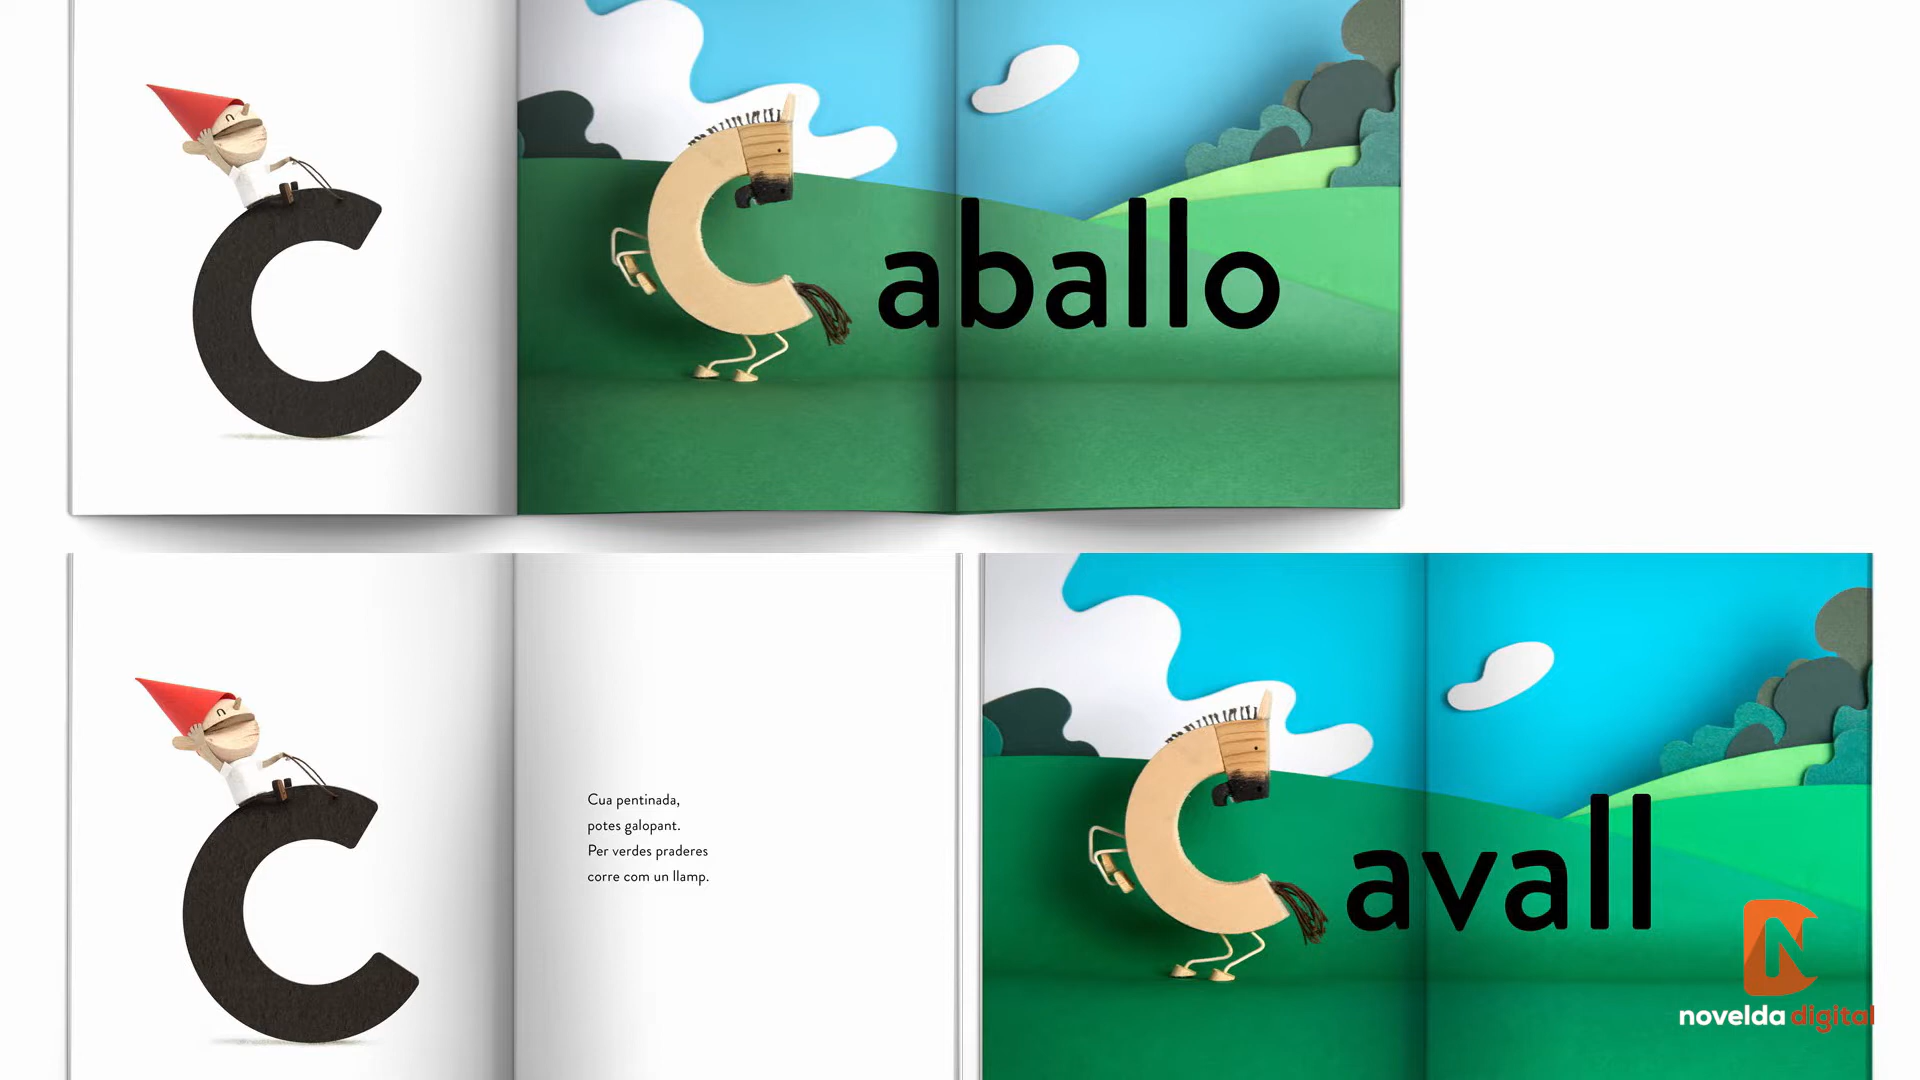 C
Caballo
C
Cua pentinada,
potes galopant.
Per verdes praderes
corre com un llamp.
Cavall
novelda digital